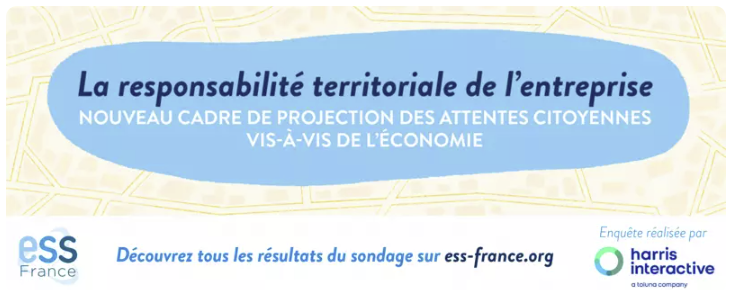 La responsabilité territoriale de l'entreprise
NOUVEAU CADRE DE PROJECTION DES ATTENTES CITOYENNES
VIS-À-VIS DE L'ÉCONOMIE
ess
France
Découvrez tous les résultats du sondage sur ess-france.org
Enquête réalisée par
harris
interactive
a toluna company